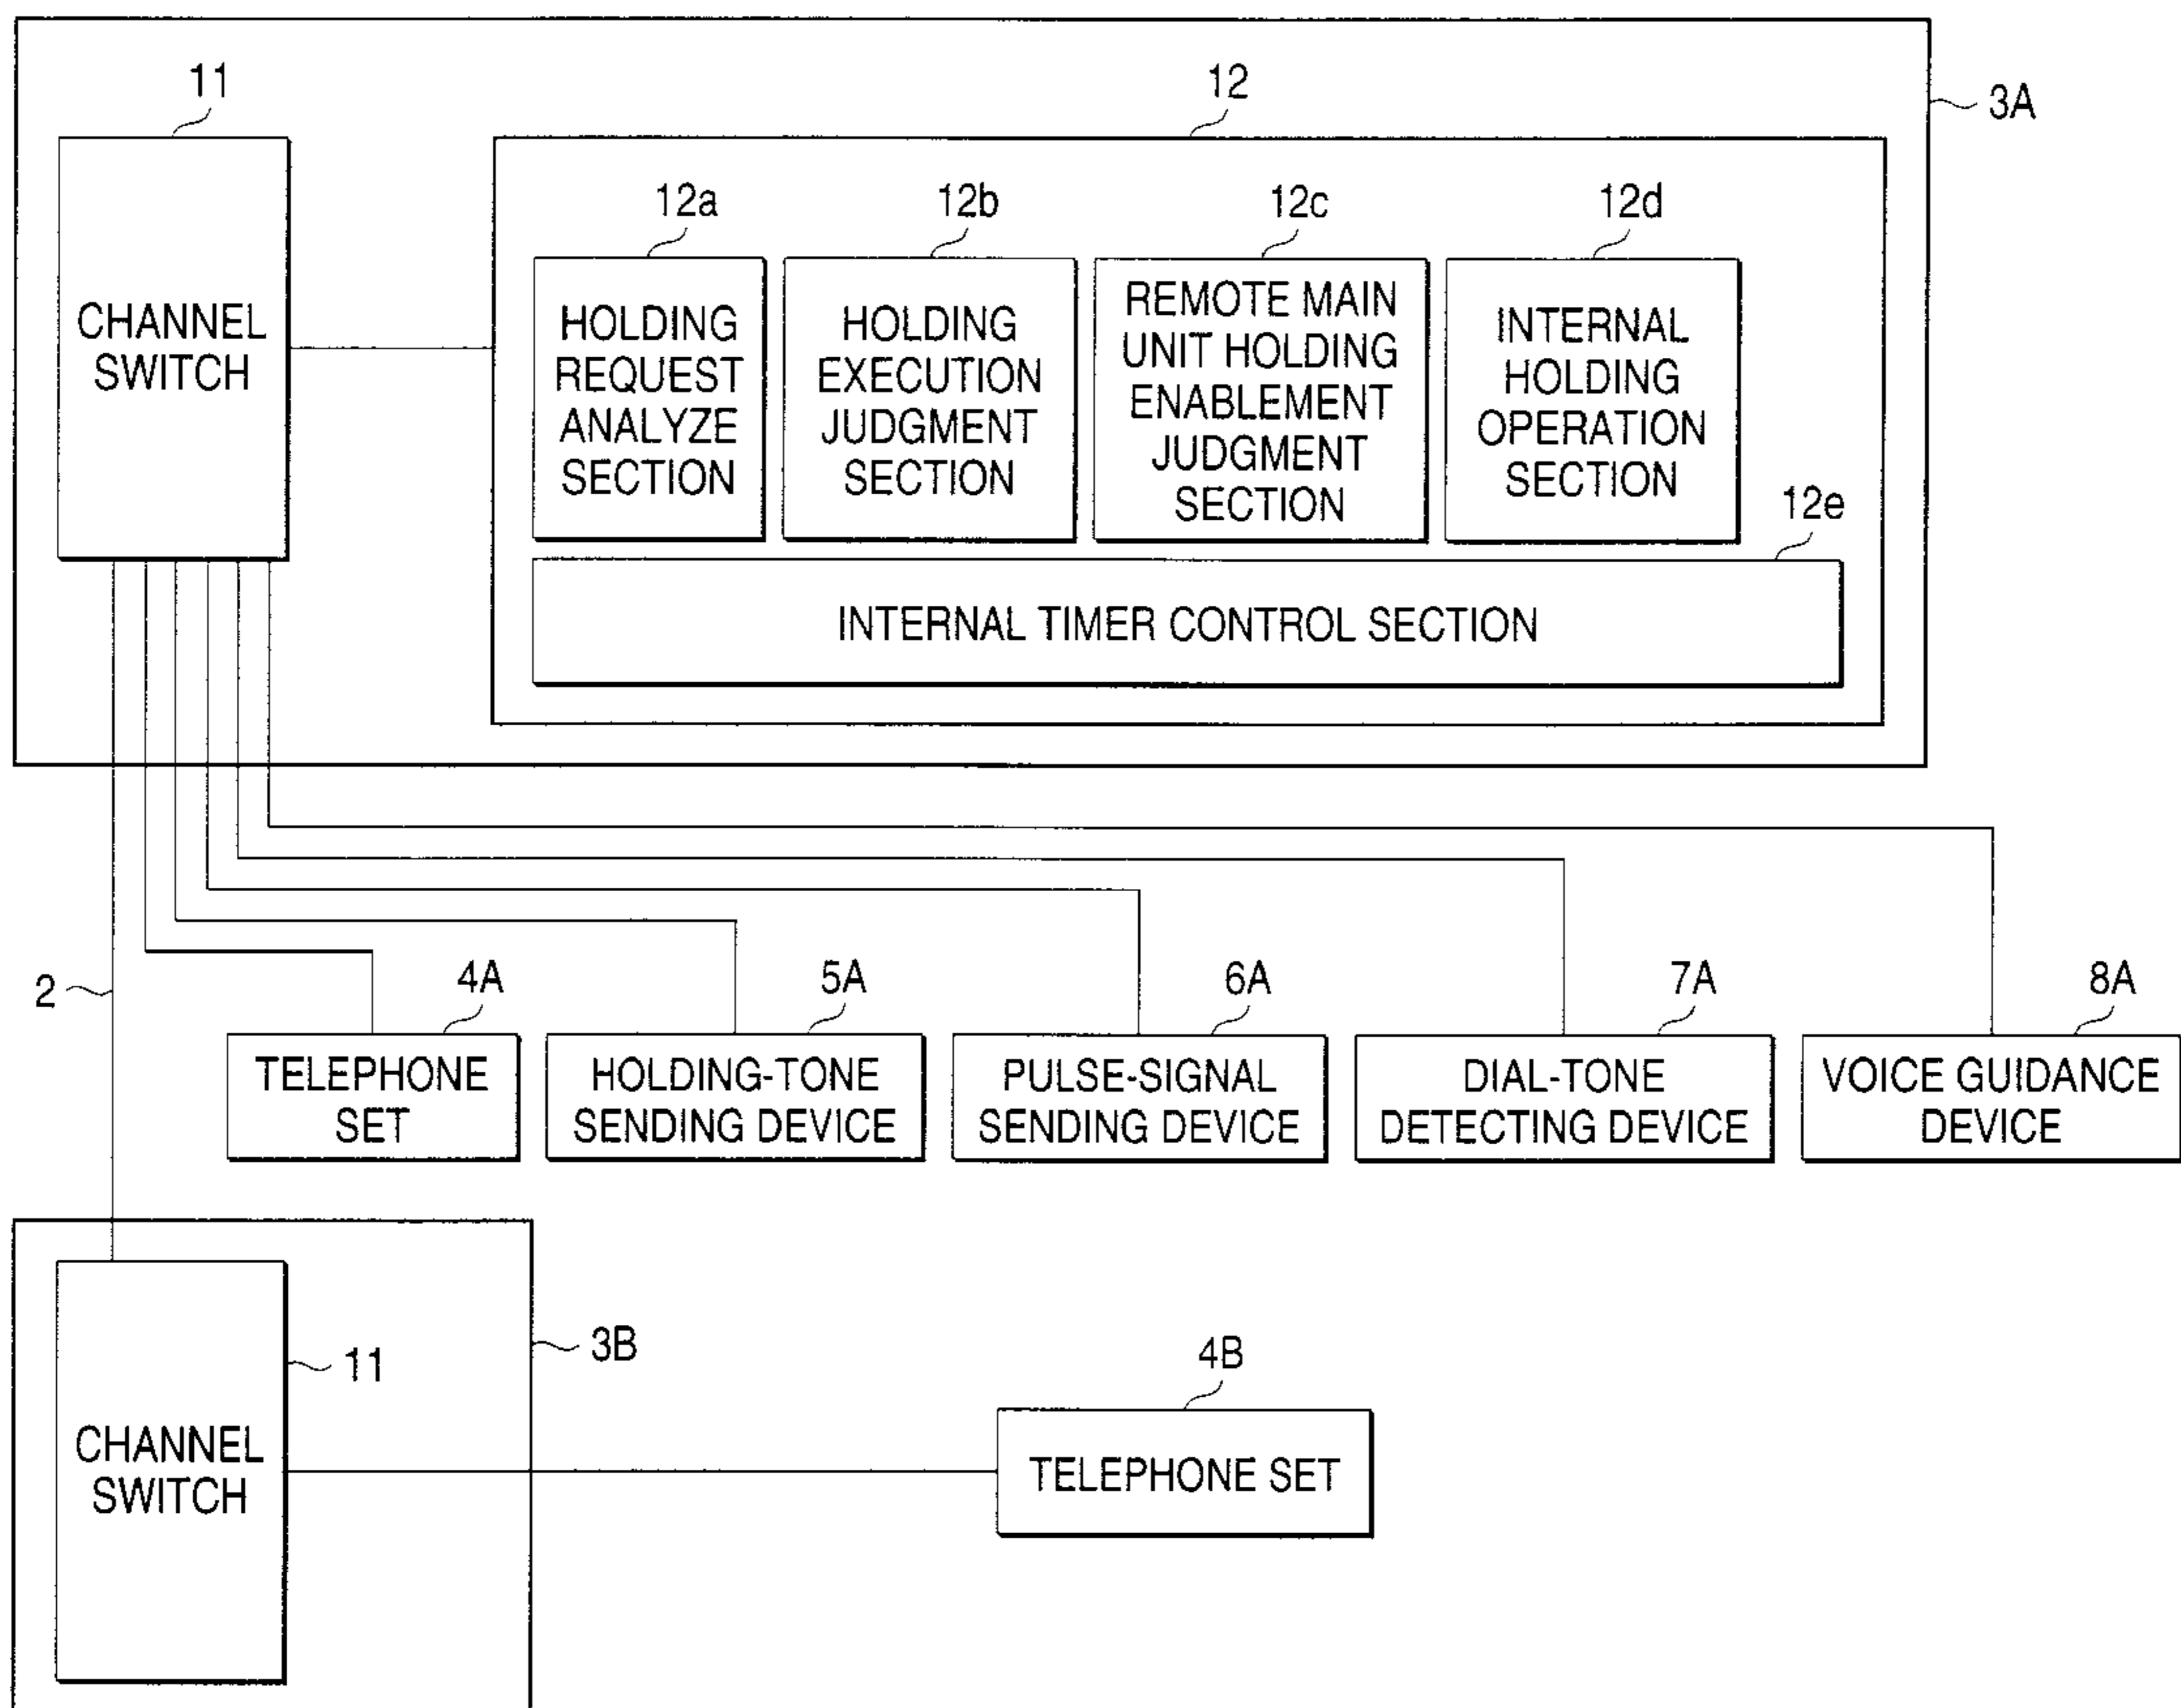 11
12
3A
12a
12b
12c
12d
CHANNEL
SWITCH
HOLDING
REQUEST
ANALYZE
SECTION
HOLDING
EXECUTION
JUDGMENT
SECTION
REMOTE MAIN
UNIT HOLDING
ENABLEMENT
JUDGMENT
SECTION
INTERNAL
HOLDING
OPERATION
SECTION
12e
INTERNAL TIMER CONTROL SECTION
2
4A
5A
6A
7A
8A
TELEPHONE
SET
HOLDING-TONE
SENDING DEVICE
PULSE-SIGNAL
SENDING DEVICE
DIAL-TONE
DETECTING DEVICE
VOICE GUIDANCE
DEVICE
3B
11
4B
CHANNEL
SWITCH
TELEPHONE SET